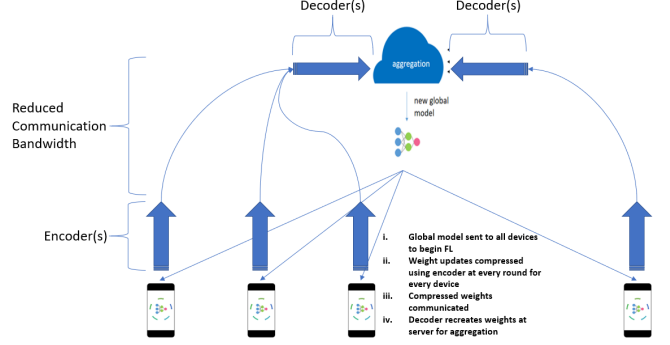 Decoder(s)
Decoder(s)
aggregation
new global
model
Reduced
Communication
Bandwidth
Encoder(s)
i. Global model sent to all devices
to begin FL
ii. Weight updates compressed
using encoder at every round for
every device
iii. Compressed weights
communicated
iv. Decoder recreates weights at
server for aggregation